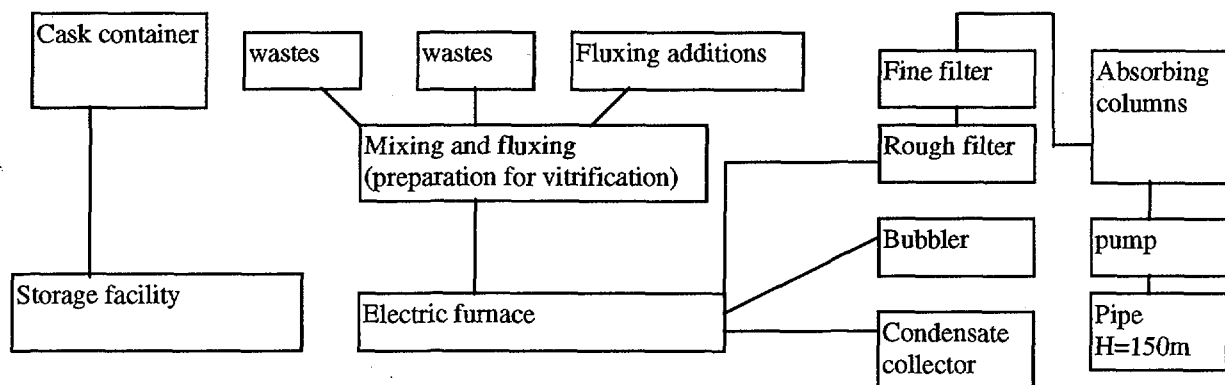 Cask container
wastes
wastes
Fluxing additions
Fine filter
Absorbing
columns
Mixing and fluxing
(preparation for vitrification)
Rough filter
Bubbler
pump
Storage facility
Electric furnace
Condensate
collector
Pipe
H=150m